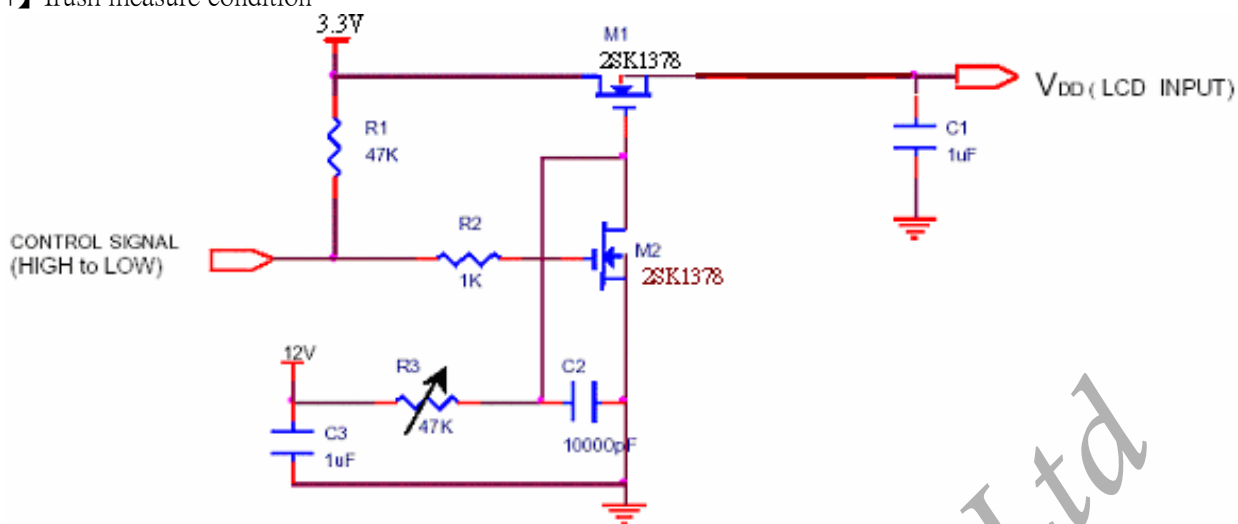 Irush measure condition
3.3V
M1
2SK1378
VDD ( LCD INPUT)
R1
47K
C1
1uF
CONTROL SIGNAL
(HIGH to LOW)
R2
1K
M2
2SK1378
12V
R3
47K
C2
10000pF
C3
1uF
Ltd